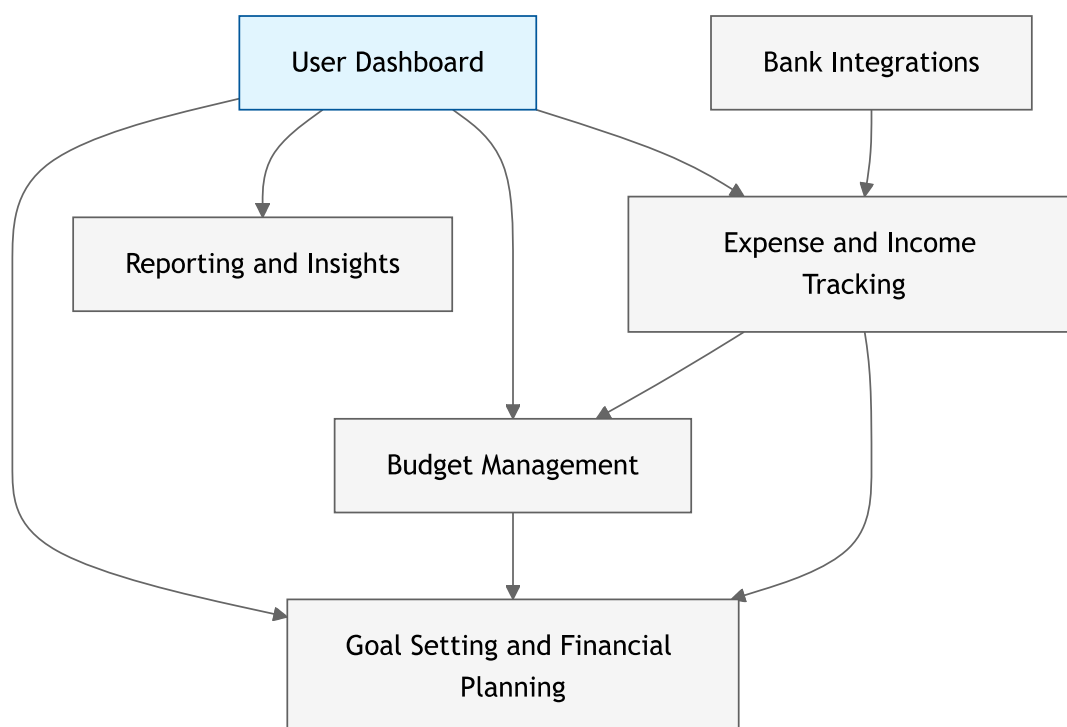 User Dashboard
Bank Integrations
Reporting and Insights
Expense and Income
Tracking
Budget Management
Goal Setting and Financial
Planning